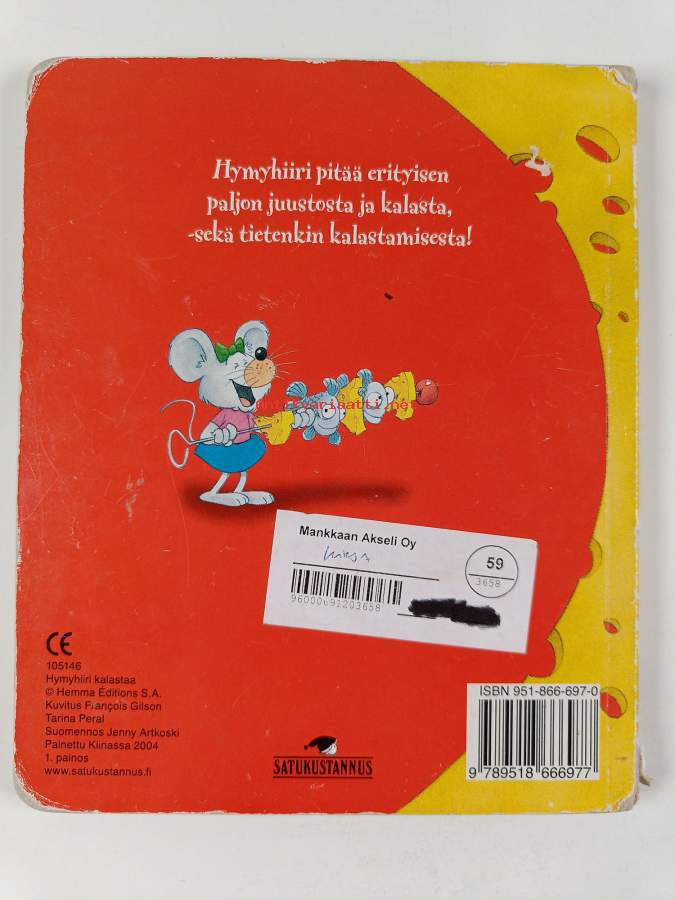 Hymyhiiri pitää erityisen
paljon juustosta ja kalasta,
-sekä tietenkin kalastamisesta!
antikvariaatti.net
Mankkaan Akseli Oy
59
3658
96000691203658
CE
105146
Hymyhiiri kalastaa
© Hemma Éditions S.A.
Kuvitus François Gilson
Tarina Peral
Suomennos Jenny Artkoski
Painettu Kiinassa 2004
1. painos
www.satukustannus.fi
SATUKUSTANNUS
ISBN 951-866-697-0
9 789518 666977